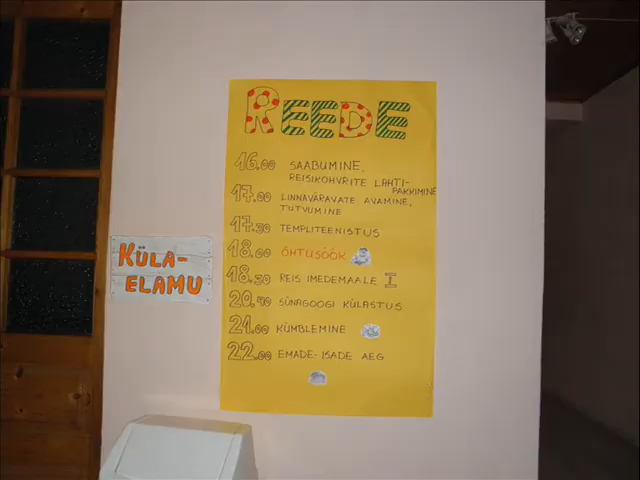 REEDE
16.00 SAABUMINE,
REISIKOHVRITE LAHTI-
PAKKIMINE
17.00 LINNAVÄRAVATE AVAMINE,
TUTVUMINE
17.30 TEMPLITEENISTUS
18.00 ÕHTUSÖÖK
18.30 REIS IMEDEMAALE I
20.40 SÜNAGOOGI KÜLASTUS
21.00 KÜMBLEMINE
22.00 EMADE-ISADE AEG
KÜLA-
ELAMU